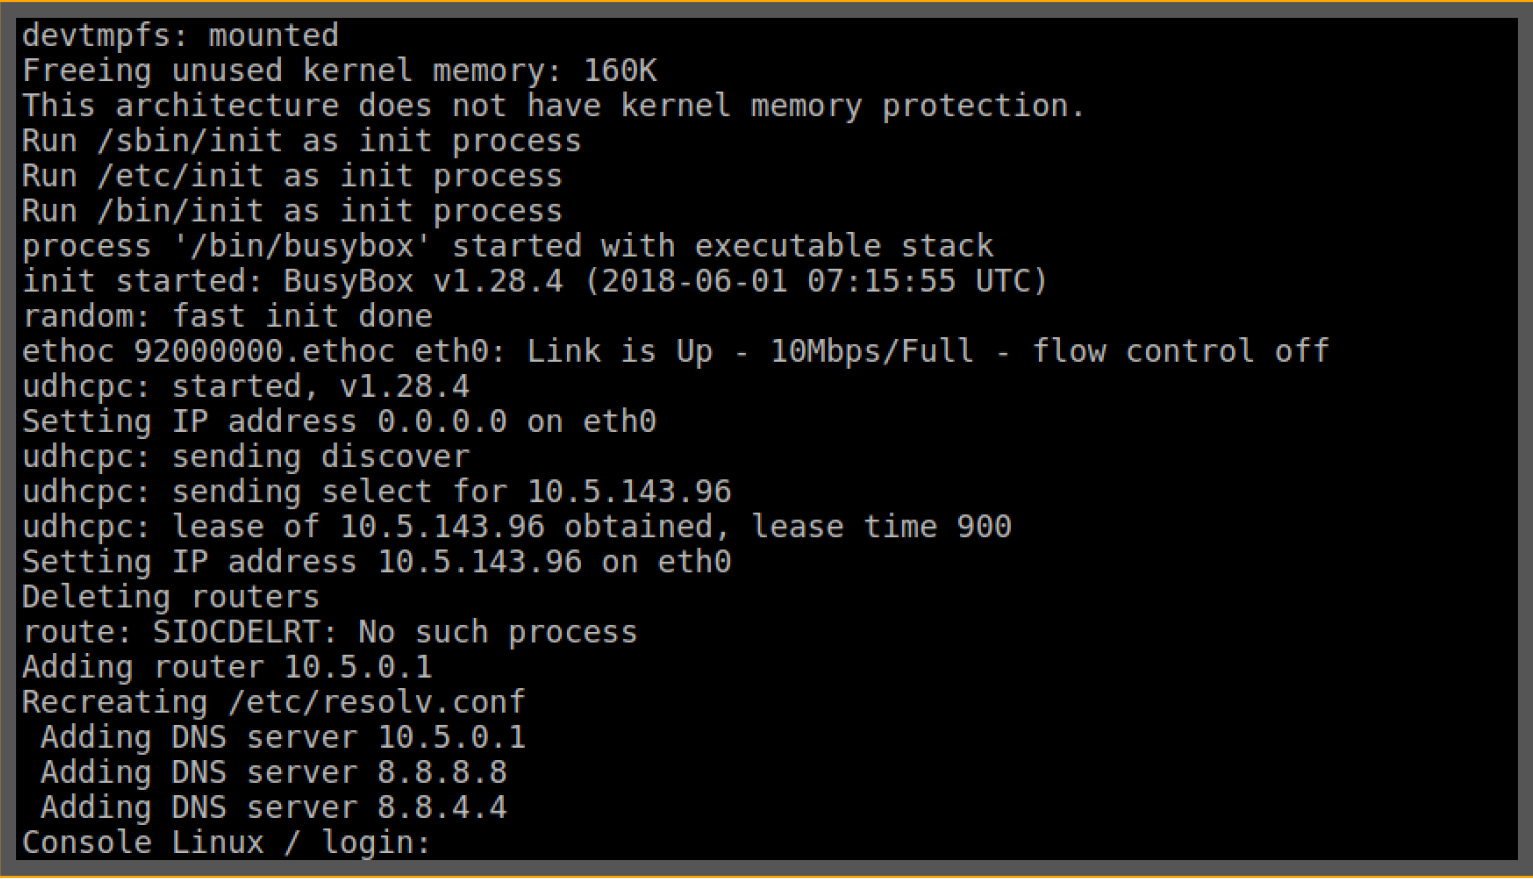 devtmpfs: mounted
Freeing unused kernel memory: 160K
This architecture does not have kernel memory protection.
Run /sbin/init as init process
Run /etc/init as init process
Run /bin/init as init process
process '/bin/busybox' started with executable stack
init started: BusyBox v1.28.4 (2018-06-01 07:15:55 UTC)
random: fast init done
ethoc 92000000.ethoc eth0: Link is Up - 10Mbps/Full - flow control off
udhcpc: started, v1.28.4
Setting IP address 0.0.0.0 on eth0
udhcpc: sending discover
udhcpc: sending select for 10.5.143.96
udhcpc: lease of 10.5.143.96 obtained, lease time 900
Setting IP address 10.5.143.96 on eth0
Deleting routers
route: SIOCDELRT: No such process
Adding router 10.5.0.1
Recreating /etc/resolv.conf
 Adding DNS server 10.5.0.1
 Adding DNS server 8.8.8.8
 Adding DNS server 8.8.4.4
Console Linux / login: